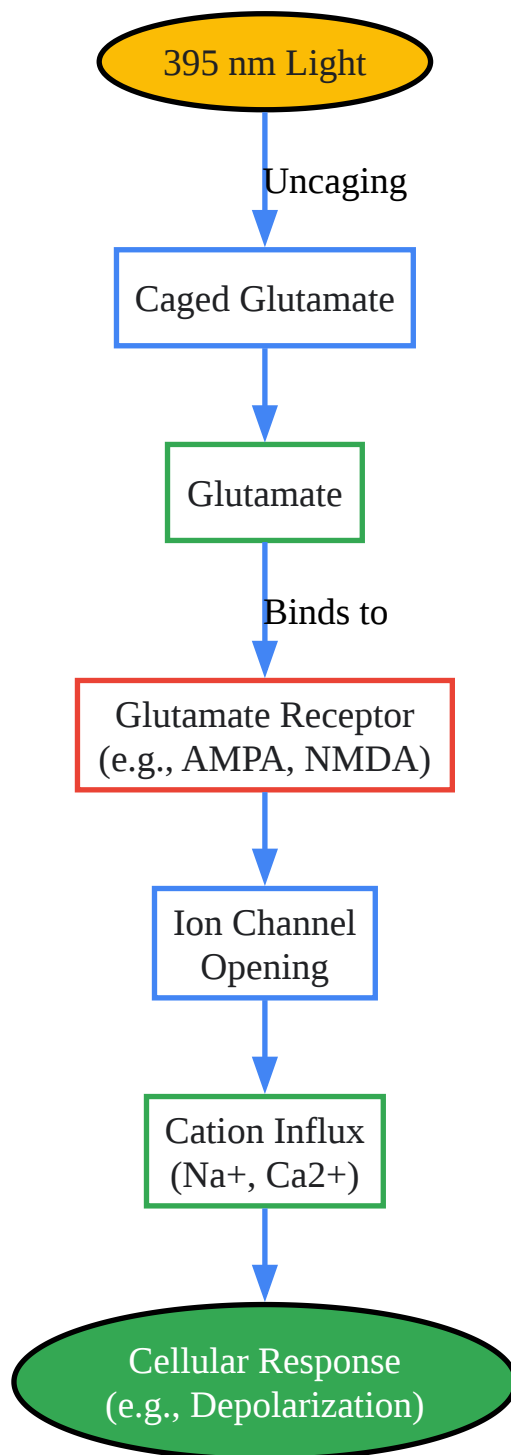 395 nm Light
Uncaging
Caged Glutamate
Glutamate
Binds to
Glutamate Receptor
(e.g., AMPA, NMDA)
Ion Channel
Opening
Cation Influx
(Na+, Ca2+)
Cellular Response
(e.g., Depolarization)